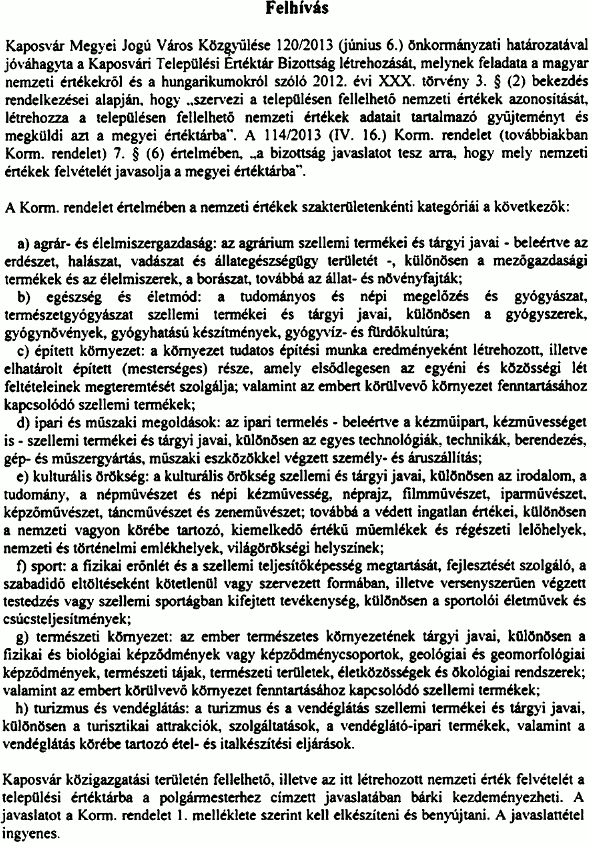 Felhívás
Kaposvár Megyei Jogú Város Közgyűlése 120/2013 (június 6.) önkormányzati határozatával
jóváhagyta a Kaposvári Települési Értéktár Bizottság létrehozását, melynek feladata a magyar
nemzeti értékekről és a hungarikumokról szóló 2012. évi XXX. törvény 3. § (2) bekezdés
rendelkezései alapján, hogy „szervezi a településen fellelhető nemzeti értékek azonosítását,
létrehozza a településen fellelhető nemzeti értékek adatait tartalmazó gyűjteményt és
megküldi azt a megyei értéktárba". A 114/2013 (IV. 16.) Korm. rendelet (továbbiakban
Korm. rendelet) 7. § (6) értelmében, „a bizottság javaslatot tesz arra, hogy mely nemzeti
értékek felvételét javasolja a megyei értéktárba".
A Korm. rendelet értelmében a nemzeti értékek szakterületenkénti kategóriái a következők:
a) agrár- és élelmiszergazdaság: az agrárium szellemi termékei és tárgyi javai - beleértve az
erdészet, halászat, vadászat és állategészségügy területét -, különösen a mezőgazdasági
termékek és az élelmiszerek, a borászat, továbbá az állat- és növényfajták;
b) egészség és életmód: a tudományos és népi megelőzés és gyógyászat,
természetgyógyászat szellemi termékei és tárgyi javai, különösen a gyógyszerek,
gyógynövények, gyógyhatású készítmények, gyógyvíz- és fürdőkultúra;
c) épített környezet: a környezet tudatos építési munka eredményeként létrehozott, illetve
elhatárolt épített (mesterséges) része, amely elsődlegesen az egyéni és közösségi lét
feltételeinek megteremtését szolgálja; valamint az embert körülvevő környezet fenntartásához
kapcsolódó szellemi termékek;
d) ipari és műszaki megoldások: az ipari termelés - beleértve a kézműipart, kézművességet
is - szellemi termékei és tárgyi javai, különösen az egyes technológiák, technikák, berendezés,
gép- és műszergyártás, műszaki eszközökkel végzett személy- és áruszállítás;
e) kulturális örökség: a kulturális örökség szellemi és tárgyi javai, különösen az irodalom, a
tudomány, a népművészet és népi kézművesség, néprajz, filmművészet, iparművészet,
képzőművészet, táncművészet és zeneművészet; továbbá a védett ingatlan értékei, különösen
a nemzeti vagyon körébe tartozó, kiemelkedő értékű műemlékek és régészeti lelőhelyek,
nemzeti és történelmi emlékhelyek, világörökségi helyszínek;
f) sport: a fizikai erőnlét és a szellemi teljesítőképesség megtartását, fejlesztését szolgáló, a
szabadidő eltöltéseként kötetlenül vagy szervezett formában, illetve versenyszerűen végzett
testedzés vagy szellemi sportágban kifejtett tevékenység, különösen a sportolói életművek és
csúcsteljesítmények;
g) természeti környezet: az ember természetes környezetének tárgyi javai, különösen a
fizikai és biológiai képződmények vagy képződménycsoportok, geológiai és geomorfológiai
képződmények, természeti tájak, természeti területek, életközösségek és ökológiai rendszerek;
valamint az embert körülvevő környezet fenntartásához kapcsolódó szellemi termékek;
h) turizmus és vendéglátás: a turizmus és a vendéglátás szellemi termékei és tárgyi javai,
különösen a turisztikai attrakciók, szolgáltatások, a vendéglátó-ipari termékek, valamint a
vendéglátás körébe tartozó étel- és italkészítési eljárások.
Kaposvár közigazgatási területén fellelhető, illetve az itt létrehozott nemzeti érték felvételét a
települési értéktárba a polgármesterhez címzett javaslatában bárki kezdeményezheti. A
javaslatot a Korm. rendelet 1. melléklete szerint kell elkészíteni és benyújtani. A javaslattétel
ingyenes.